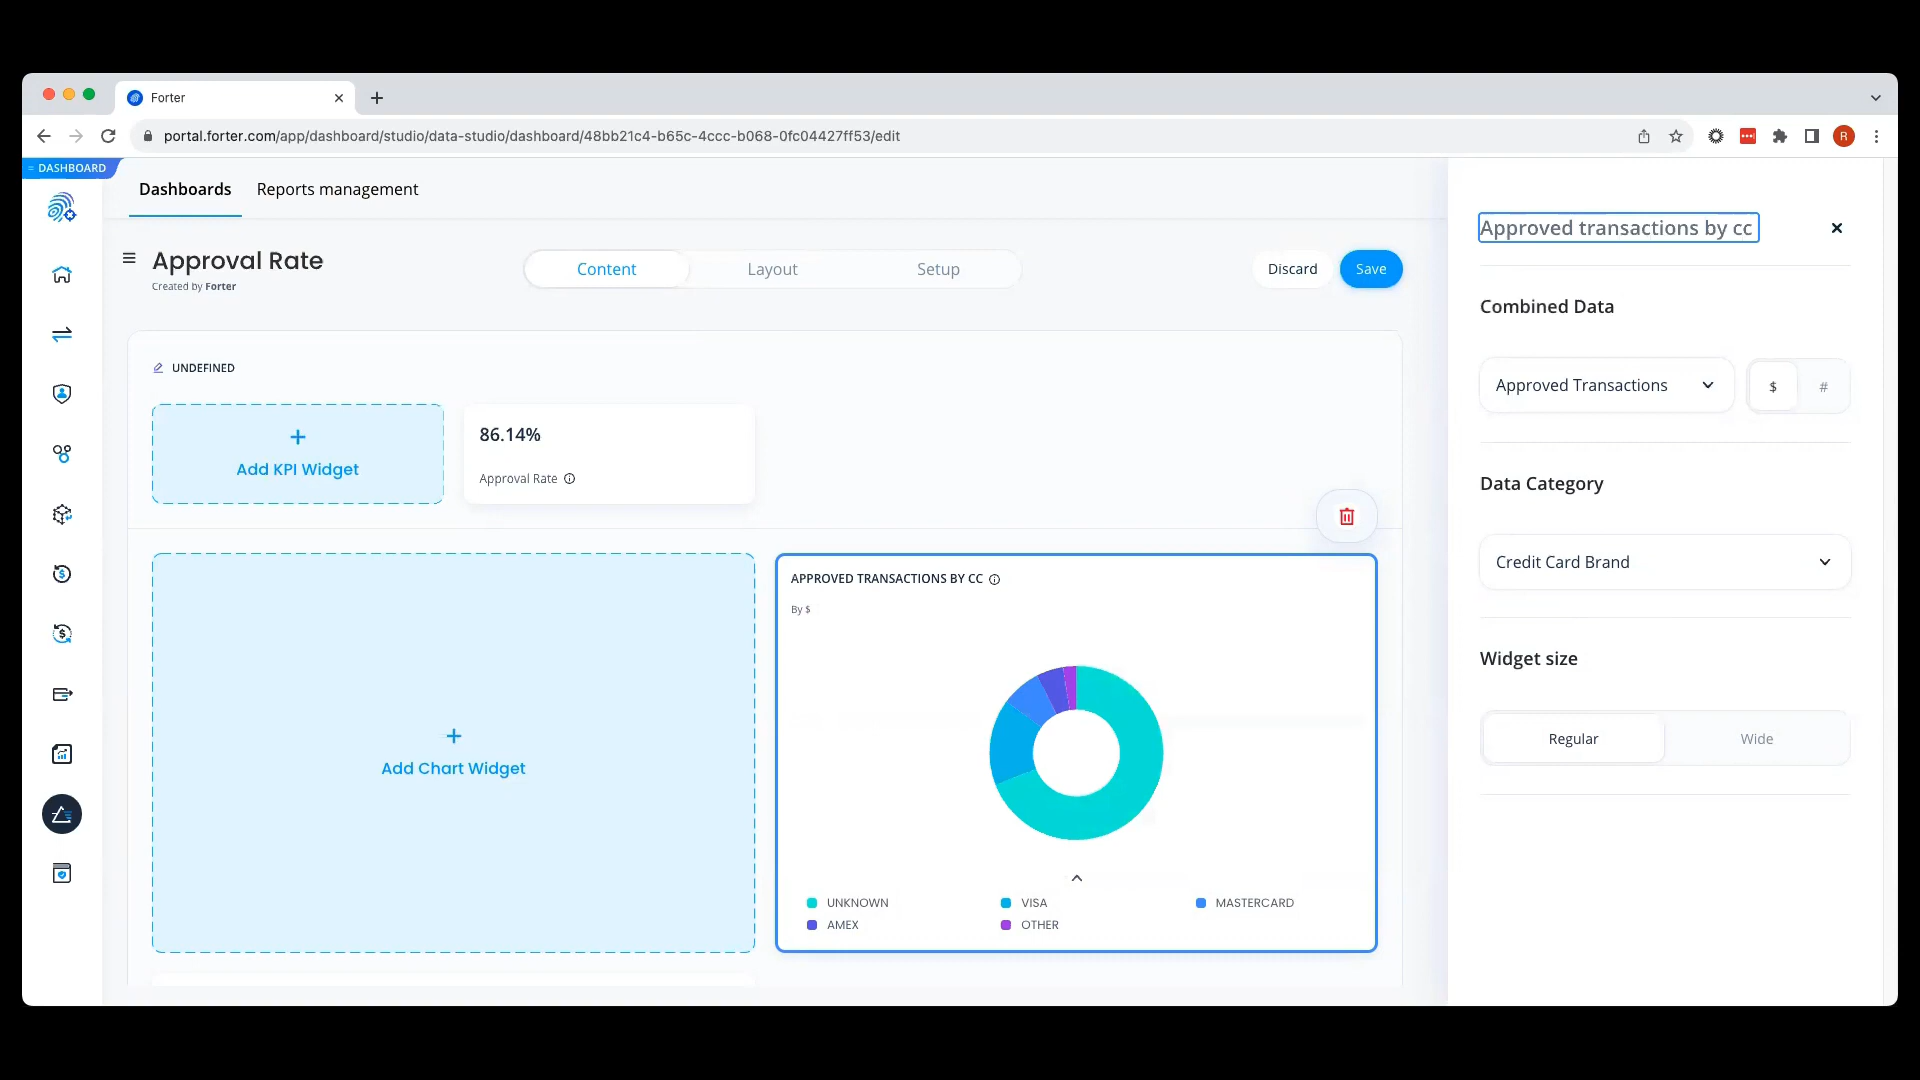 Forter
portal.forter.com/app/dashboard/studio/data-studio/dashboard/48bb21c4-b65c-4ccc-b068-0fc04427ff53/edit
R
DASHBOARD
Dashboards
Reports management
Approval Rate
Created by Forter
Content
Layout
Setup
Discard
Save
UNDEFINED
+
Add KPI Widget
86.14%
Approval Rate
+
Add Chart Widget
APPROVED TRANSACTIONS BY CC
By $
UNKNOWN
VISA
MASTERCARD
AMEX
OTHER
Approved transactions by cc
Combined Data
Approved Transactions
$
#
Data Category
Credit Card Brand
Widget size
Regular
Wide